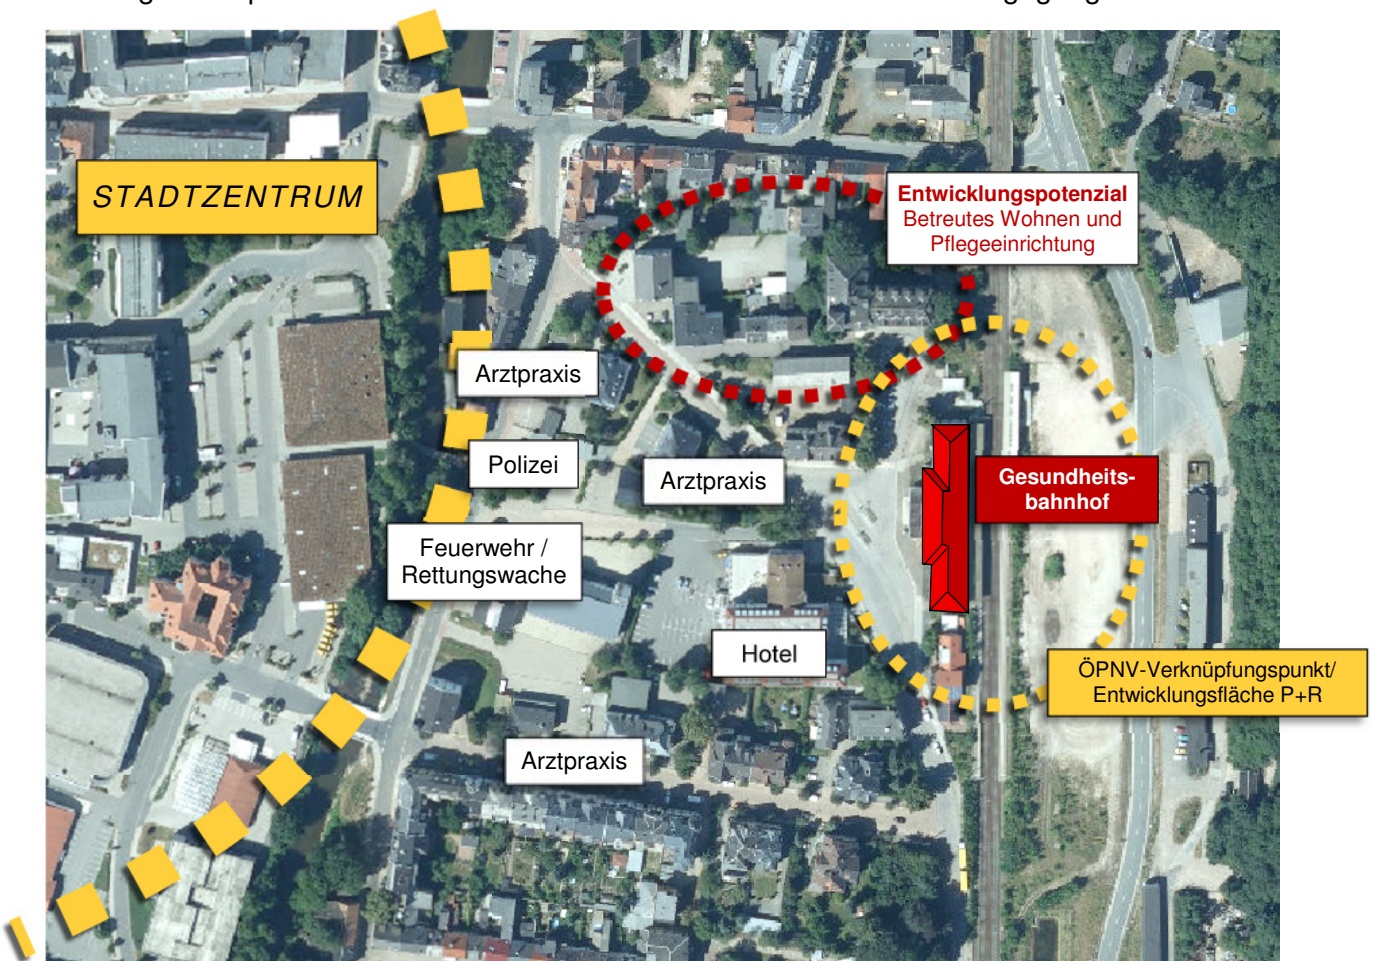 STADTZENTRUM
Entwicklungspotenzial
Betreutes Wohnen und
Pflegeeinrichtung
Arztpraxis
Polizei
Arztpraxis
Gesundheits-
bahnhof
Feuerwehr /
Rettungswache
Hotel
ÖPNV-Verknüpfungspunkt/
Entwicklungsfläche P+R
Arztpraxis